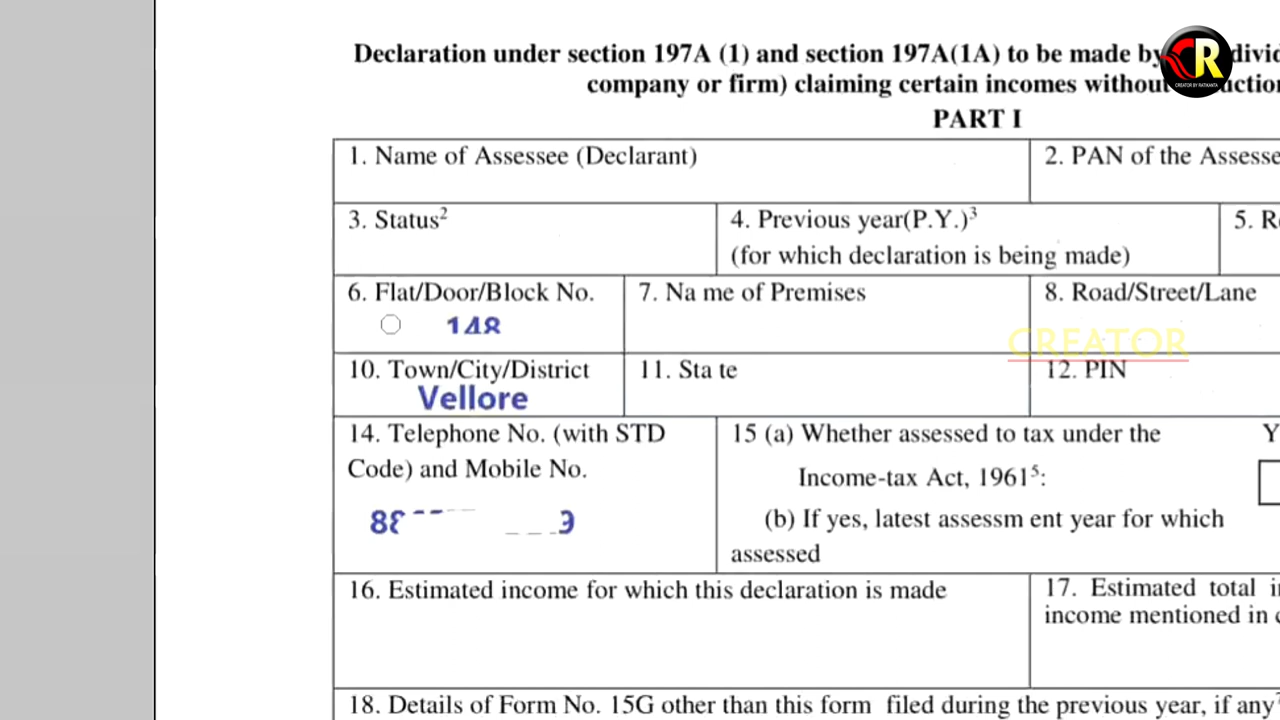 Declaration under section 197A (1) and section 197A(1A) to be made by
company or firm) claiming certain incomes without
CR
CREATOR BY RATIKANTA
PART I
1. Name of Assessee (Declarant)
2. PAN of the Assesse
3. Status2
4. Previous year(P.Y.)3
(for which declaration is being made)
5. R
6. Flat/Door/Block No.
148
7. Na me of Premises
8. Road/Street/Lane
CREATOR
10. Town/City/District
Vellore
11. Sta te
12. PIN
14. Telephone No. (with STD
Code) and Mobile No.
15 (a) Whether assessed to tax under the
Y
Income-tax Act, 19615:
(b) If yes, latest assessm ent year for which
assessed
16. Estimated income for which this declaration is made
17. Estimated total
income mentioned in
18. Details of Form No. 15G other than this form filed during the previous year, if any